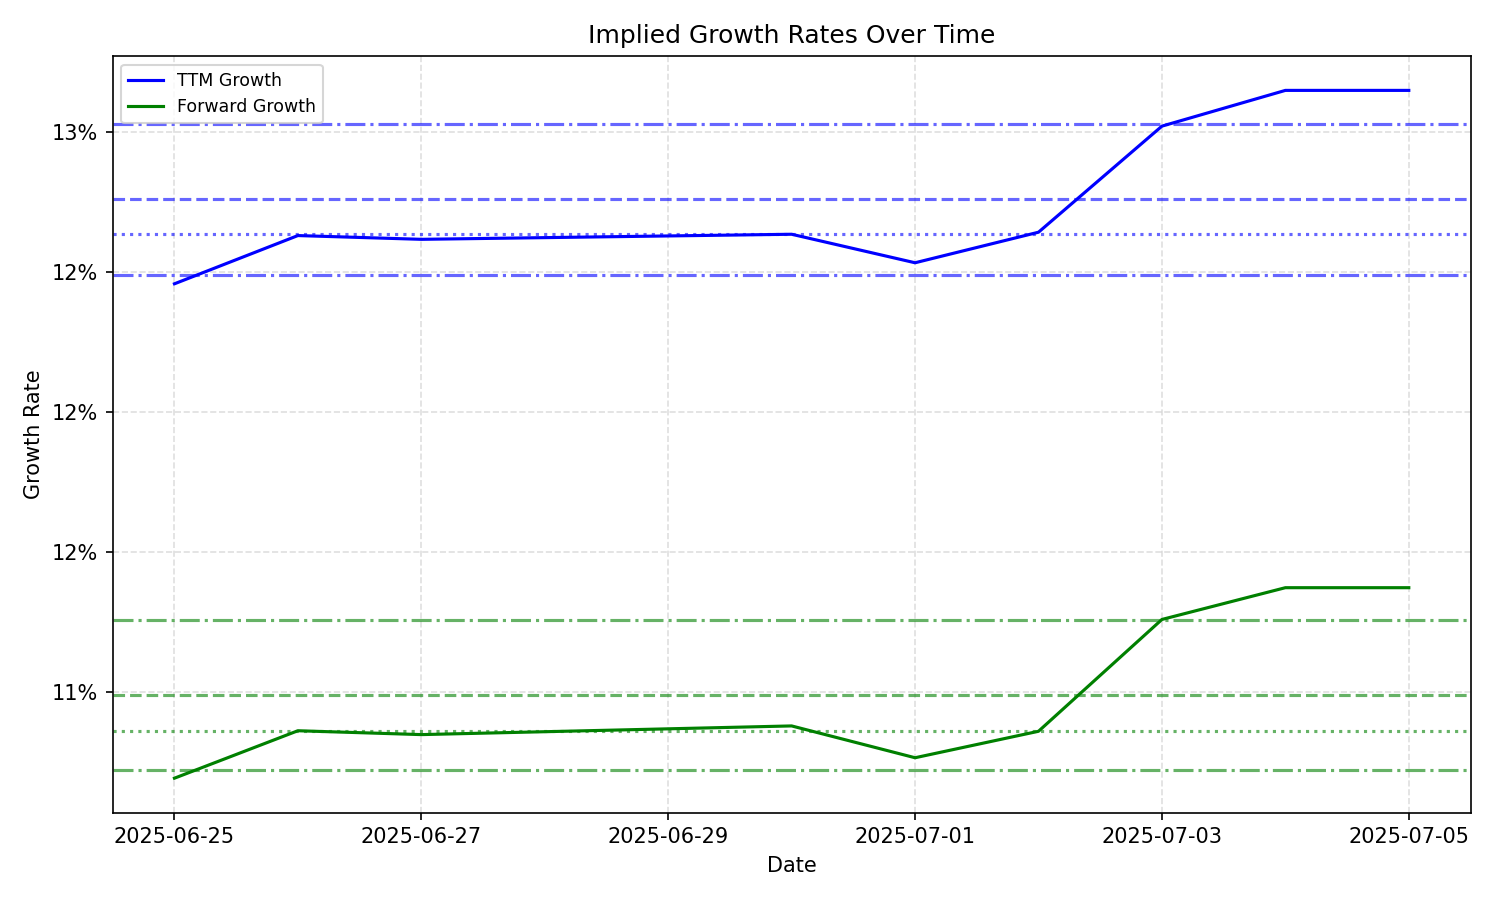 Implied Growth Rates Over Time
TTM Growth
Forward Growth
13%
12%
12%
12%
11%
Growth Rate
2025-06-25
2025-06-27
2025-06-29
2025-07-01
2025-07-03
2025-07-05
Date